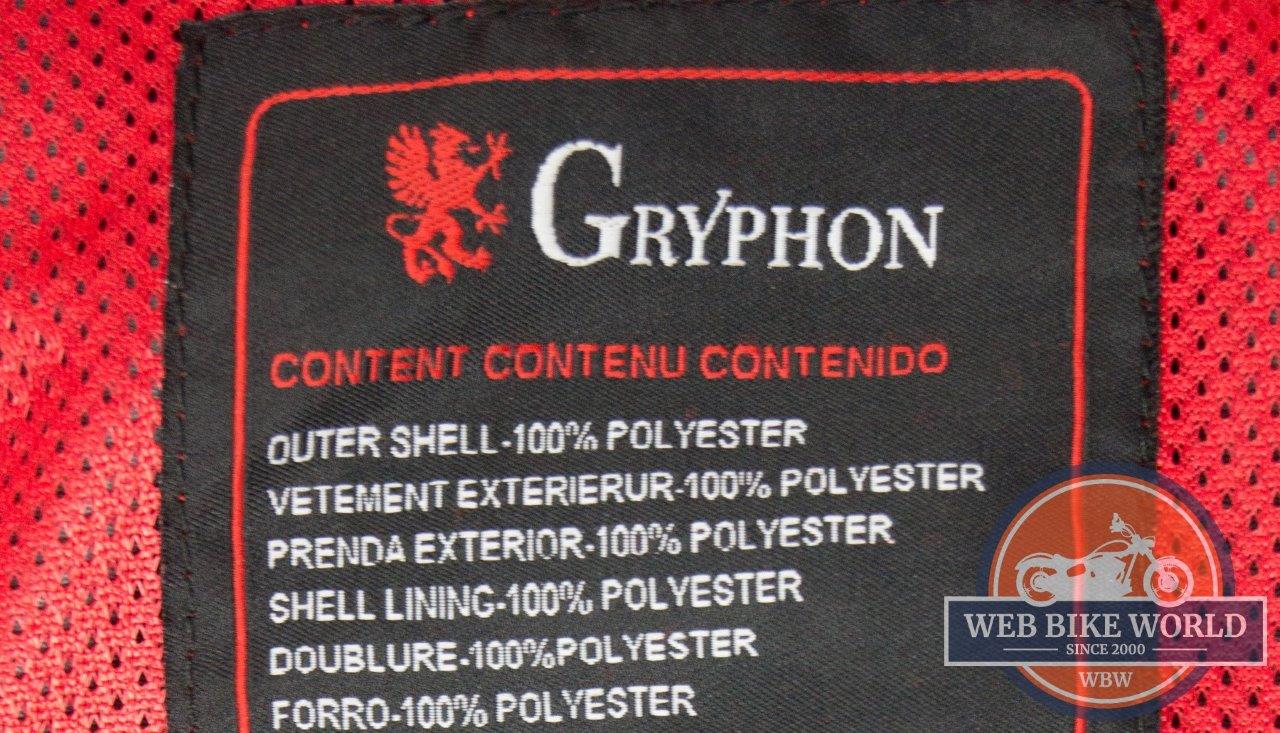 GRYPHON
CONTENT CONTENU CONTENIDO
OUTER SHELL-100% POLYESTER
VETEMENT EXTERIERUR-100% POLYESTER
PRENDA EXTERIOR-100% POLYESTER
SHELL LINING-100% POLYESTER
DOUBLURE-100%POLYESTER
FORRO-100% POLYESTER
WEB BIKE WORLD
SINCE 2000
WBW